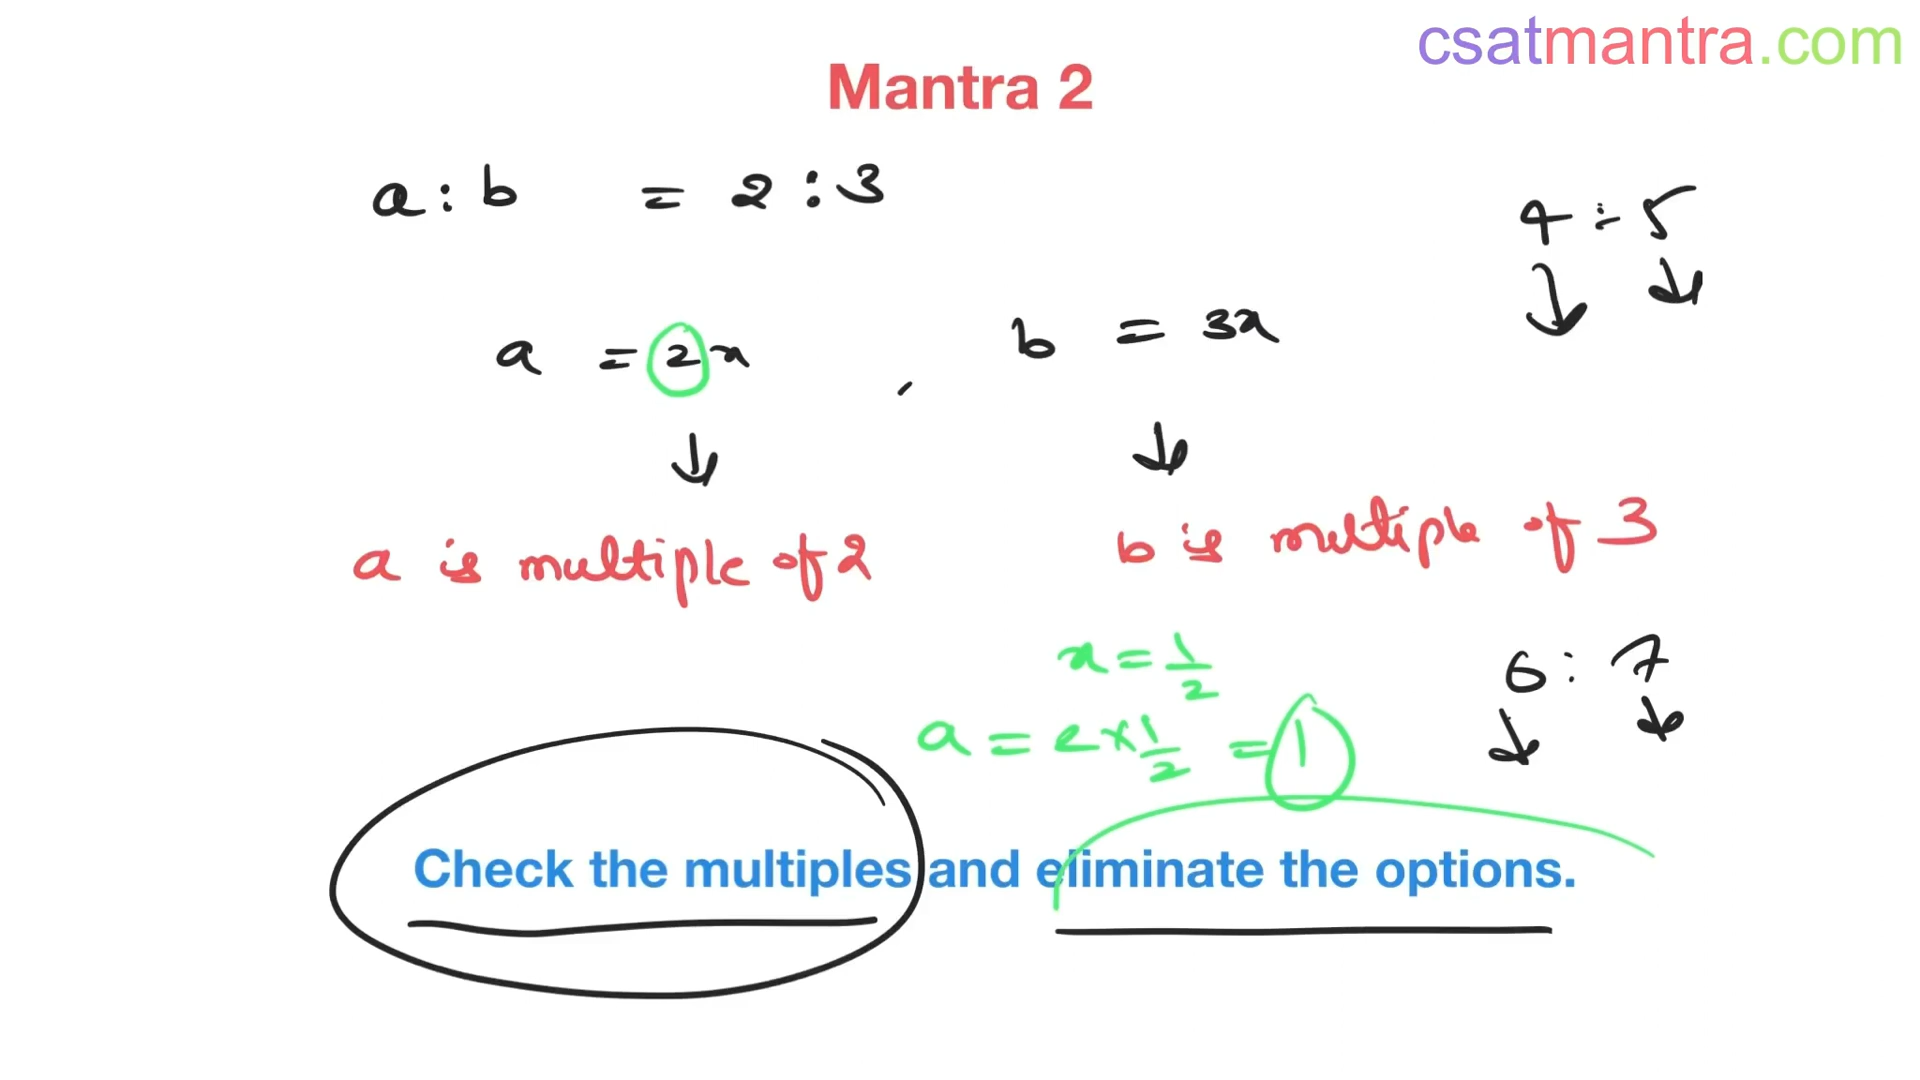 csatmantra.com
Mantra 2
a : b = 2 : 3
4 : 5
a = 2x , b = 3x
a is multiple of 2
b is multiple of 3
x = 1/2
6 : 7
a = 2 x 1/2 = 1
Check the multiples and eliminate the options.